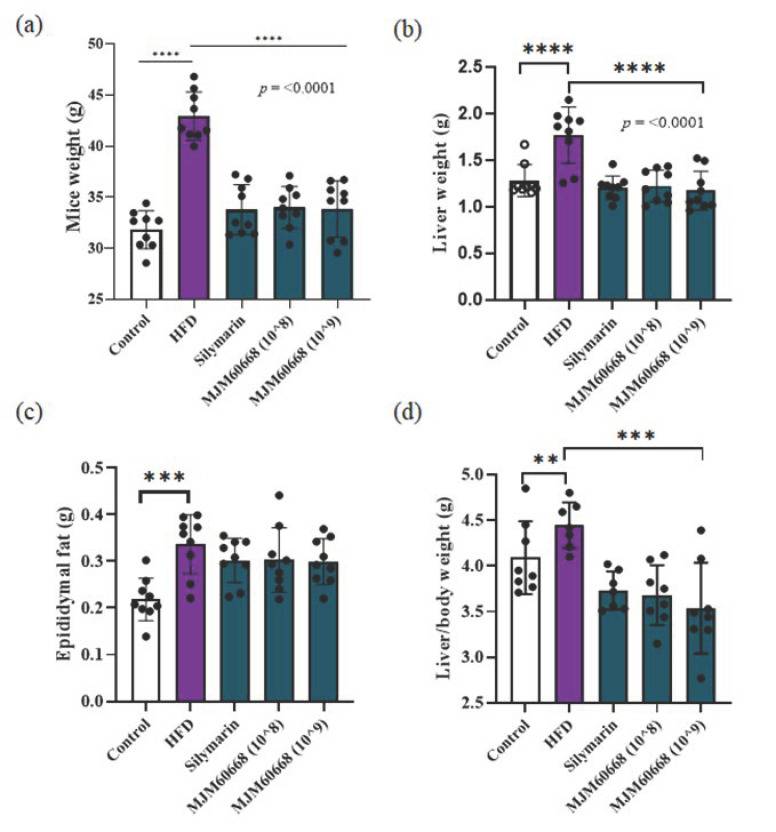 (a)
****
****
p = <0.0001
Mice weight (g)
50
45
40
35
30
25
Control
HFD
Silymarin
MJM60668 (10^8)
MJM60668 (10^9)
(b)
****
****
p = <0.0001
Liver weight (g)
2.5
2.0
1.5
1.0
0.5
0.0
Control
HFD
Silymarin
MJM60668 (10^8)
MJM60668 (10^9)
(c)
***
Epididymal fat (g)
0.5
0.4
0.3
0.2
0.1
0.0
Control
HFD
Silymarin
MJM60668 (10^8)
MJM60668 (10^9)
(d)
***
**
Liver/body weight (g)
5.0
4.5
4.0
3.5
3.0
2.5
Control
HFD
Silymarin
MJM60668 (10^8)
MJM60668 (10^9)